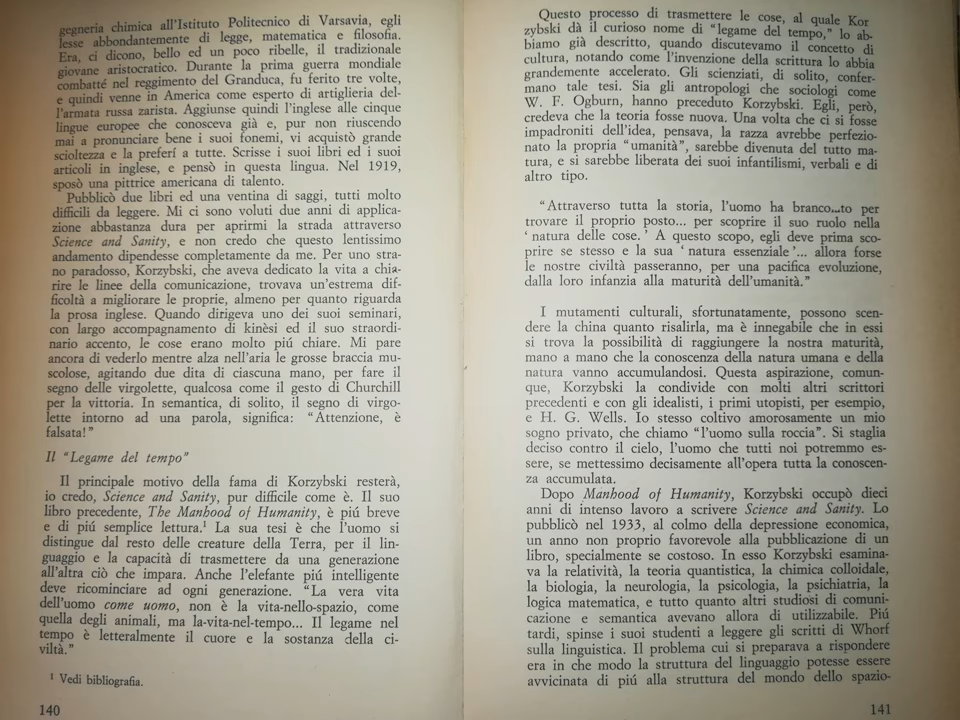 gegneria chimica all'Istituto Politecnico di Varsavia, egli
lesse abbondantemente di legge, matematica e filosofia.
Era, ci dicono, bello ed un poco ribelle, il tradizionale
giovane aristocratico. Durante la prima guerra mondiale
combatté nel reggimento del Granduca, fu ferito tre volte,
e quindi venne in America come esperto di artiglieria del-
l'armata russa zarista. Aggiunse quindi l'inglese alle cinque
lingue europee che conosceva già e, pur non riuscendo
mai a pronunciare bene i suoi fonemi, vi acquistò grande
scioltezza e la preferí a tutte. Scrisse i suoi libri ed i suoi
articoli in inglese, e pensò in questa lingua. Nel 1919,
sposò una pittrice americana di talento.
Pubblicò due libri ed una ventina di saggi, tutti molto
difficili da leggere. Mi ci sono voluti due anni di applica-
zione abbastanza dura per aprirmi la strada attraverso
Science and Sanity, e non credo che questo lentissimo
andamento dipendesse completamente da me. Per uno stra-
no paradosso, Korzybski, che aveva dedicato la vita a chia-
rire le linee della comunicazione, trovava un'estrema dif-
ficoltà a migliorare le proprie, almeno per quanto riguarda
la prosa inglese. Quando dirigeva uno dei suoi seminari,
con largo accompagnamento di kinèsi ed il suo straordi-
nario accento, le cose erano molto piú chiare. Mi pare
ancora di vederlo mentre alza nell'aria le grosse braccia mu-
scolose, agitando due dita di ciascuna mano, per fare il
segno delle virgolette, qualcosa come il gesto di Churchill
per la vittoria. In semantica, di solito, il segno di virgo-
lette intorno ad una parola, significa: "Attenzione, è
falsata!"
Il "Legame del tempo"
Il principale motivo della fama di Korzybski resterà,
io credo, Science and Sanity, pur difficile come è. Il suo
libro precedente, The Manhood of Humanity, è piú breve
e di piú semplice lettura.¹ La sua tesi è che l'uomo si
distingue dal resto delle creature della Terra, per il lin-
guaggio e la capacità di trasmettere da una generazione
all'altra ciò che impara. Anche l'elefante piú intelligente
deve ricominciare ad ogni generazione. "La vera vita
dell'uomo come uomo, non è la vita-nello-spazio, come
quella degli animali, ma la-vita-nel-tempo... Il legame nel
tempo è letteralmente il cuore e la sostanza della ci-
viltà."
¹ Vedi bibliografia.
140
Questo processo di trasmettere le cose, al quale Kor
zybski dà il curioso nome di "legame del tempo," lo ab-
biamo già descritto, quando discutevamo il concetto di
cultura, notando come l'invenzione della scrittura lo abbia
grandemente accelerato. Gli scienziati, di solito, confer-
mano tale tesi. Sia gli antropologi che sociologi come
W. F. Ogburn, hanno preceduto Korzybski. Egli, però,
credeva che la teoria fosse nuova. Una volta che ci si fosse
impadroniti dell'idea, pensava, la razza avrebbe perfezio-
nato la propria "umanità", sarebbe divenuta del tutto ma-
tura, e si sarebbe liberata dei suoi infantilismi, verbali e di
altro tipo.
"Attraverso tutta la storia, l'uomo ha branco...to per
trovare il proprio posto... per scoprire il suo ruolo nella
'natura delle cose.' A questo scopo, egli deve prima sco-
prire se stesso e la sua 'natura essenziale'... allora forse
le nostre civiltà passeranno, per una pacifica evoluzione,
dalla loro infanzia alla maturità dell'umanità."
I mutamenti culturali, sfortunatamente, possono scen-
dere la china quanto risalirla, ma è innegabile che in essi
si trova la possibilità di raggiungere la nostra maturità,
mano a mano che la conoscenza della natura umana e della
natura vanno accumulandosi. Questa aspirazione, comun-
que, Korzybski la condivide con molti altri scrittori
precedenti e con gli idealisti, i primi utopisti, per esempio,
e H. G. Wells. Io stesso coltivo amorosamente un mio
sogno privato, che chiamo "l'uomo sulla roccia". Si staglia
deciso contro il cielo, l'uomo che tutti noi potremmo es-
sere, se mettessimo decisamente all'opera tutta la conoscen-
za accumulata.
Dopo Manhood of Humanity, Korzybski occupò dieci
anni di intenso lavoro a scrivere Science and Sanity. Lo
pubblicò nel 1933, al colmo della depressione economica,
un anno non proprio favorevole alla pubblicazione di un
libro, specialmente se costoso. In esso Korzybski esamina-
va la relatività, la teoria quantistica, la chimica colloidale,
la biologia, la neurologia, la psicologia, la psichiatria, la
logica matematica, e tutto quanto altri studiosi di comuni-
cazione e semantica avevano allora di utilizzabile. Piú
tardi, spinse i suoi studenti a leggere gli scritti di Whorf
sulla linguistica. Il problema cui si preparava a rispondere
era in che modo la struttura del linguaggio potesse essere
avvicinata di piú alla struttura del mondo dello spazio-
141